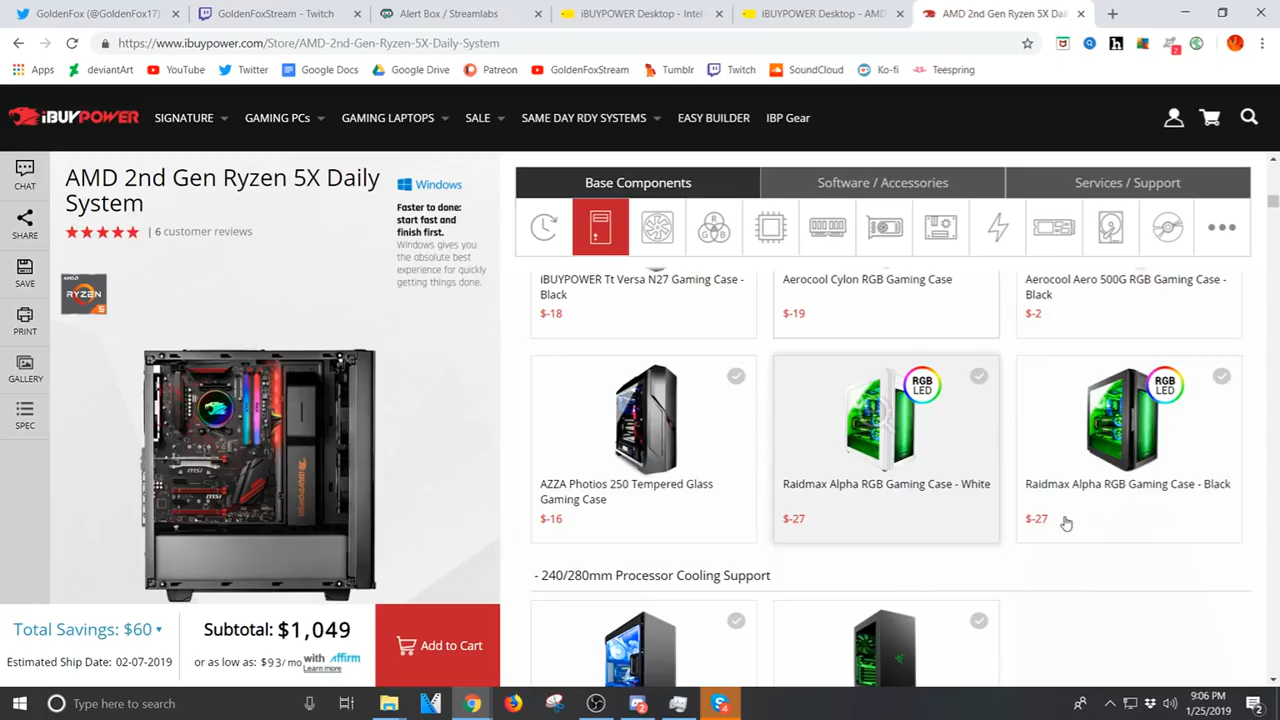 GoldenFox (@GoldenFox17)
GoldenFoxStream - Twitch
Alert Box / Streamlabs
iBUYPOWER Desktop - Intel
iBUYPOWER Desktop - AMD
AMD 2nd Gen Ryzen 5X Dai
https://www.ibuypower.com/Store/AMD-2nd-Gen-Ryzen-5X-Daily-System
Apps
deviantArt
YouTube
Twitter
Google Docs
Google Drive
Patreon
GoldenFoxStream
Tumblr
Twitch
SoundCloud
Ko-fi
Teespring
iBUYPOWER
SIGNATURE
GAMING PCs
GAMING LAPTOPS
SALE
SAME DAY RDY SYSTEMS
EASY BUILDER
IBP Gear
CHAT
SHARE
SAVE
PRINT
GALLERY
SPEC
AMD 2nd Gen Ryzen 5X Daily
System
| 6 customer reviews
Windows
Faster to done:
start fast and
finish first.
Windows gives you
the absolute best
experience for quickly
getting things done.
AMD
RYZEN
5
Base Components
Software / Accessories
Services / Support
iBUYPOWER Tt Versa N27 Gaming Case -
Black
$-18
Aerocool Cylon RGB Gaming Case
$-19
Aerocool Aero 500G RGB Gaming Case -
Black
$-2
AZZA Photios 250 Tempered Glass
Gaming Case
$-16
RGB
LED
Raidmax Alpha RGB Gaming Case - White
$-27
RGB
LED
Raidmax Alpha RGB Gaming Case - Black
$-27
- 240/280mm Processor Cooling Support
Total Savings: $60
Subtotal: $1,049
Estimated Ship Date: 02-07-2019
or as low as: $93/mo with affirm
Learn more
Add to Cart
Type here to search
9:06 PM
1/25/2019
2